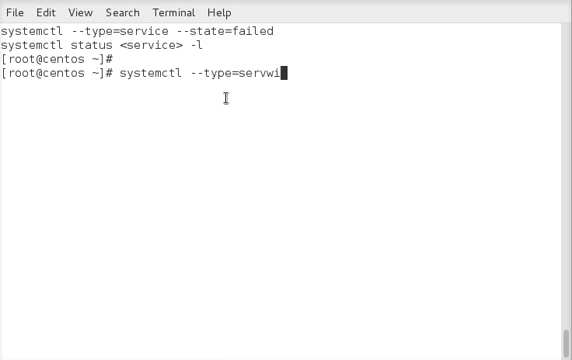 File Edit View Search Terminal Help
systemctl --type=service --state=failed
systemctl status <service> -l
[root@centos ~]#
[root@centos ~]# systemctl --type=servwi